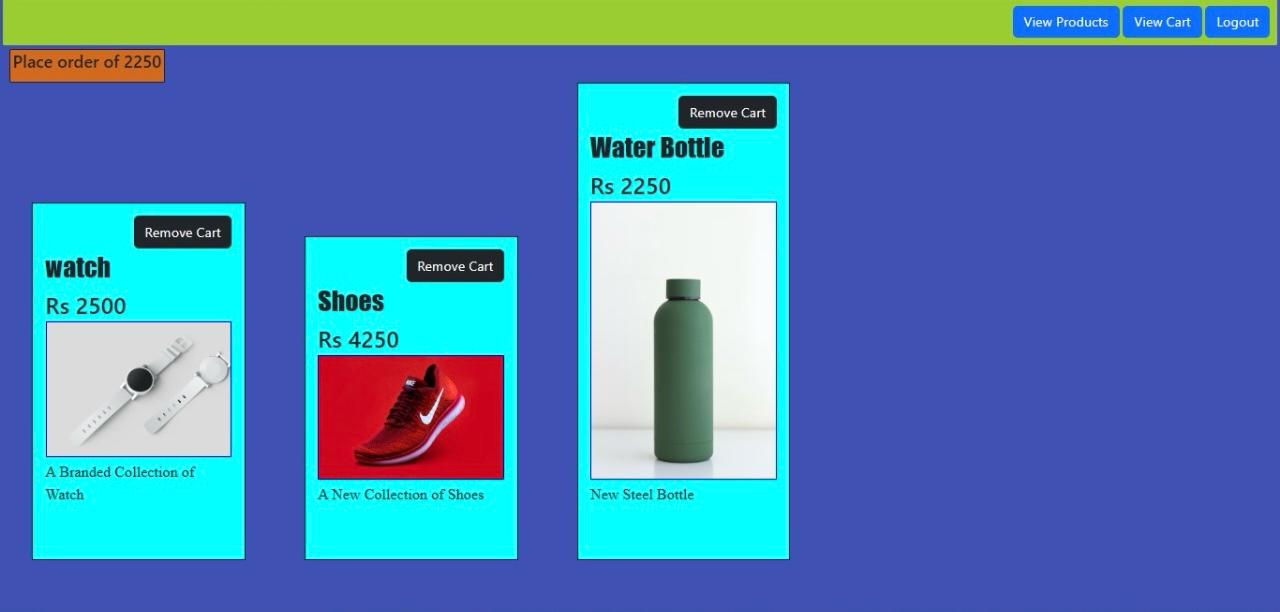 View Products View Cart Logout
Place order of 2250
Remove Cart
watch
Rs 2500
A Branded Collection of
Watch
Remove Cart
Shoes
Rs 4250
A New Collection of Shoes
Remove Cart
Water Bottle
Rs 2250
New Steel Bottle